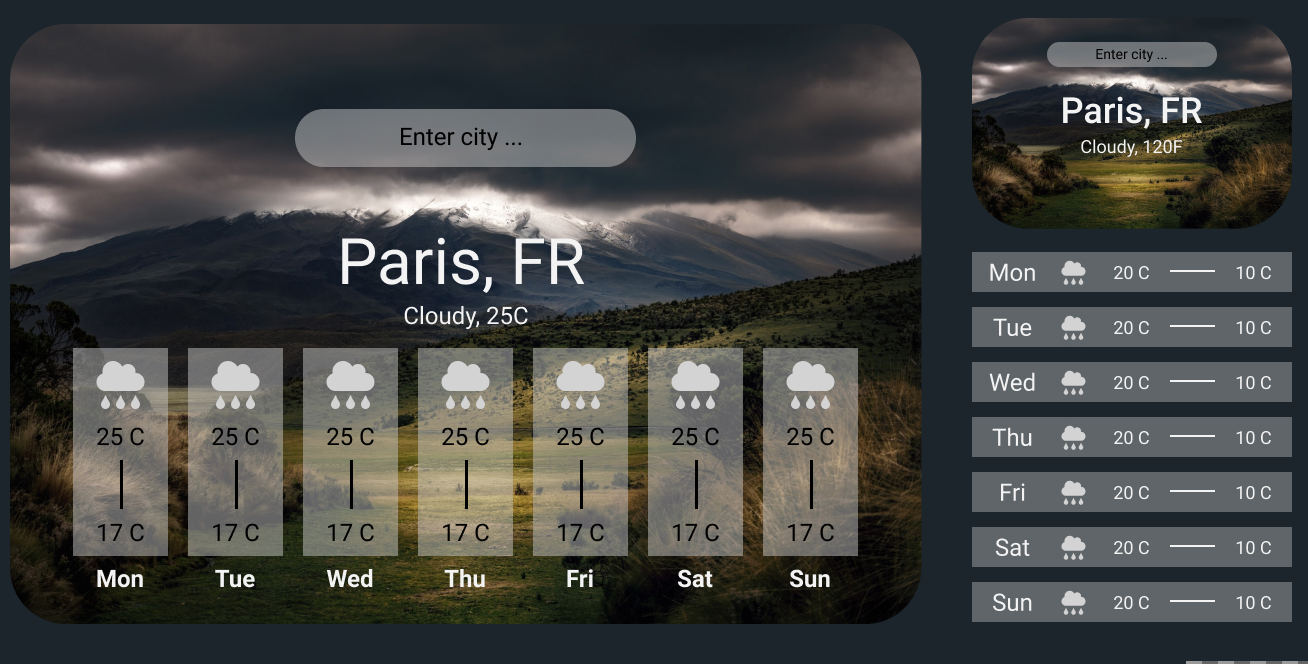 Enter city ...
Paris, FR
Cloudy, 25C
25 C 25 C 25 C 25 C 25 C 25 C 25 C
17 C 17 C 17 C 17 C 17 C 17 C 17 C
Mon Tue Wed Thu Fri Sat Sun
Enter city ...
Paris, FR
Cloudy, 120F
Mon 20 C 10 C
Tue 20 C 10 C
Wed 20 C 10 C
Thu 20 C 10 C
Fri 20 C 10 C
Sat 20 C 10 C
Sun 20 C 10 C